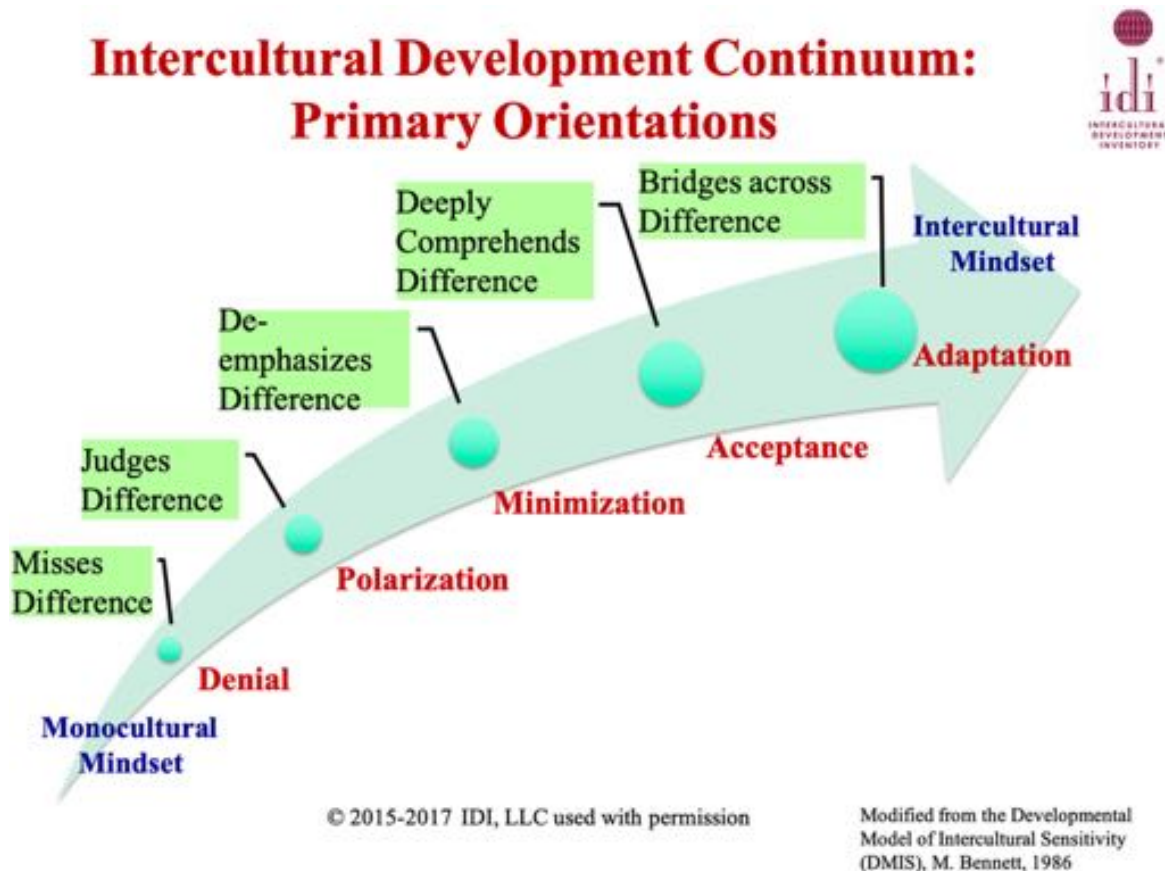 Intercultural Development Continuum:
Primary Orientations
idi
INTERCULTURAL
DEVELOPMENT
INVENTORY
Bridges across
Difference
Deeply
Comprehends
Difference
Intercultural
Mindset
De-
emphasizes
Difference
Adaptation
Judges
Difference
Acceptance
Minimization
Misses
Difference
Polarization
Denial
Monocultural
Mindset
© 2015-2017 IDI, LLC used with permission
Modified from the Developmental
Model of Intercultural Sensitivity
(DMIS), M. Bennett, 1986